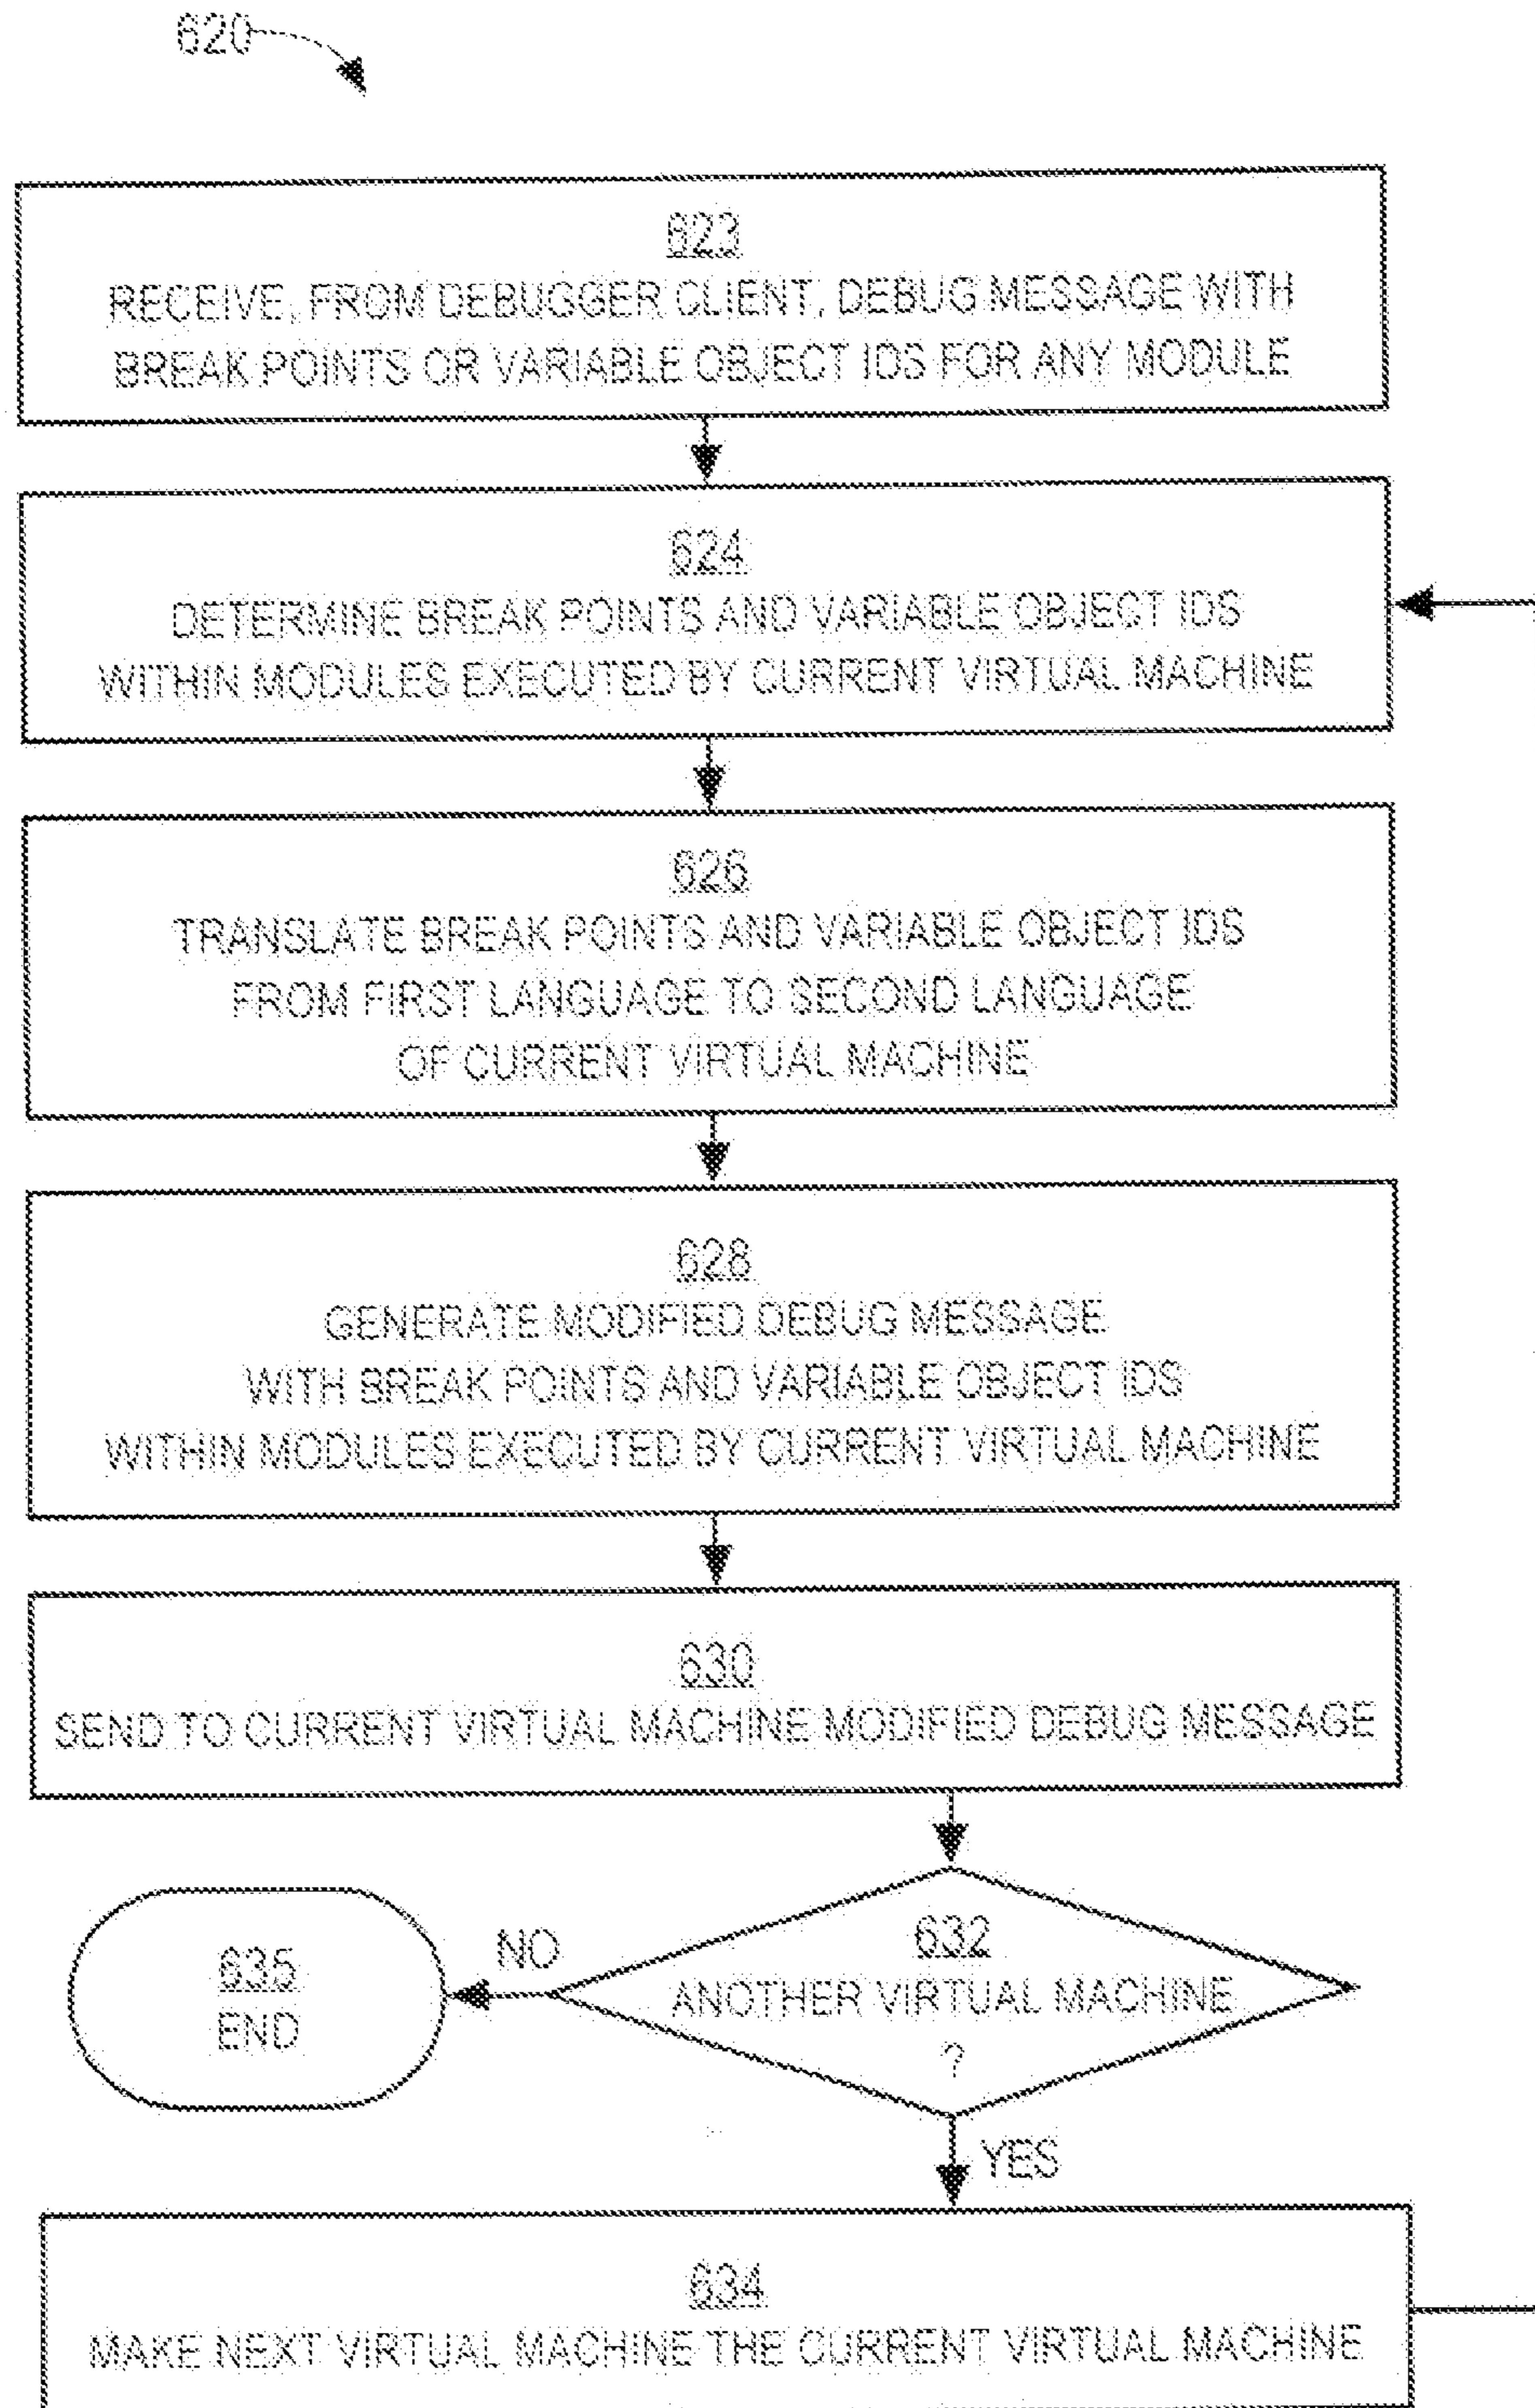 620
623
RECEIVE, FROM DEBUGGER CLIENT, DEBUG MESSAGE WITH
BREAK POINTS OR VARIABLE OBJECT IDS FOR ANY MODULE
624
DETERMINE BREAK POINTS AND VARIABLE OBJECT IDS
WITHIN MODULES EXECUTED BY CURRENT VIRTUAL MACHINE
626
TRANSLATE BREAK POINTS AND VARIABLE OBJECT IDS
FROM FIRST LANGUAGE TO SECOND LANGUAGE
OF CURRENT VIRTUAL MACHINE
628
GENERATE MODIFIED DEBUG MESSAGE
WITH BREAK POINTS AND VARIABLE OBJECT IDS
WITHIN MODULES EXECUTED BY CURRENT VIRTUAL MACHINE
630
SEND TO CURRENT VIRTUAL MACHINE MODIFIED DEBUG MESSAGE
632
ANOTHER VIRTUAL MACHINE
?
NO
635
END
YES
634
MAKE NEXT VIRTUAL MACHINE THE CURRENT VIRTUAL MACHINE